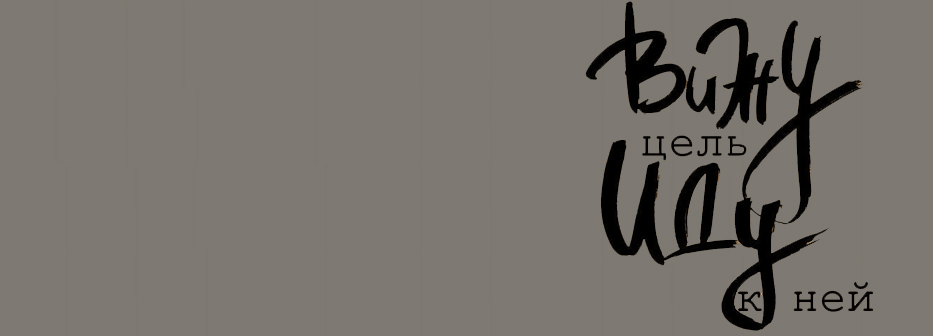 Вижу
цель
Иду
к ней